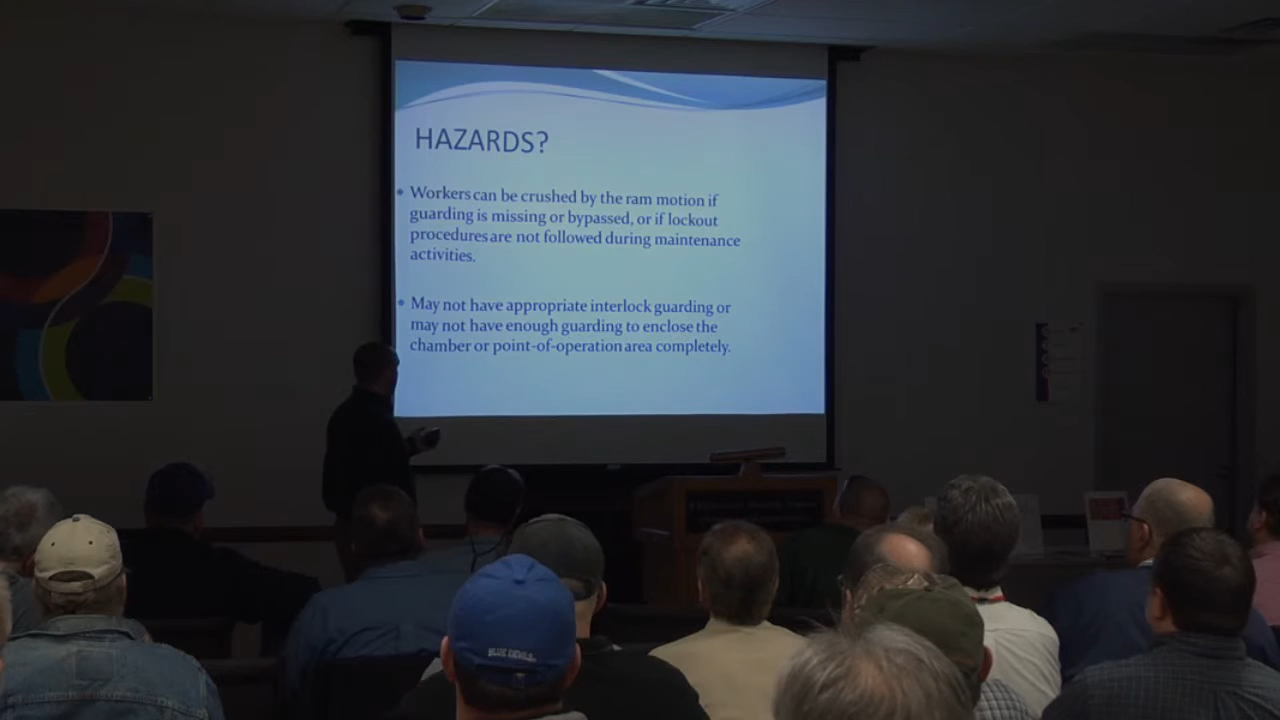 HAZARDS?
• Workers can be crushed by the ram motion if
guarding is missing or bypassed, or if lockout
procedures are not followed during maintenance
activities.
• May not have appropriate interlock guarding or
may not have enough guarding to enclose the
chamber or point-of-operation area completely.
BLUE DEVILS